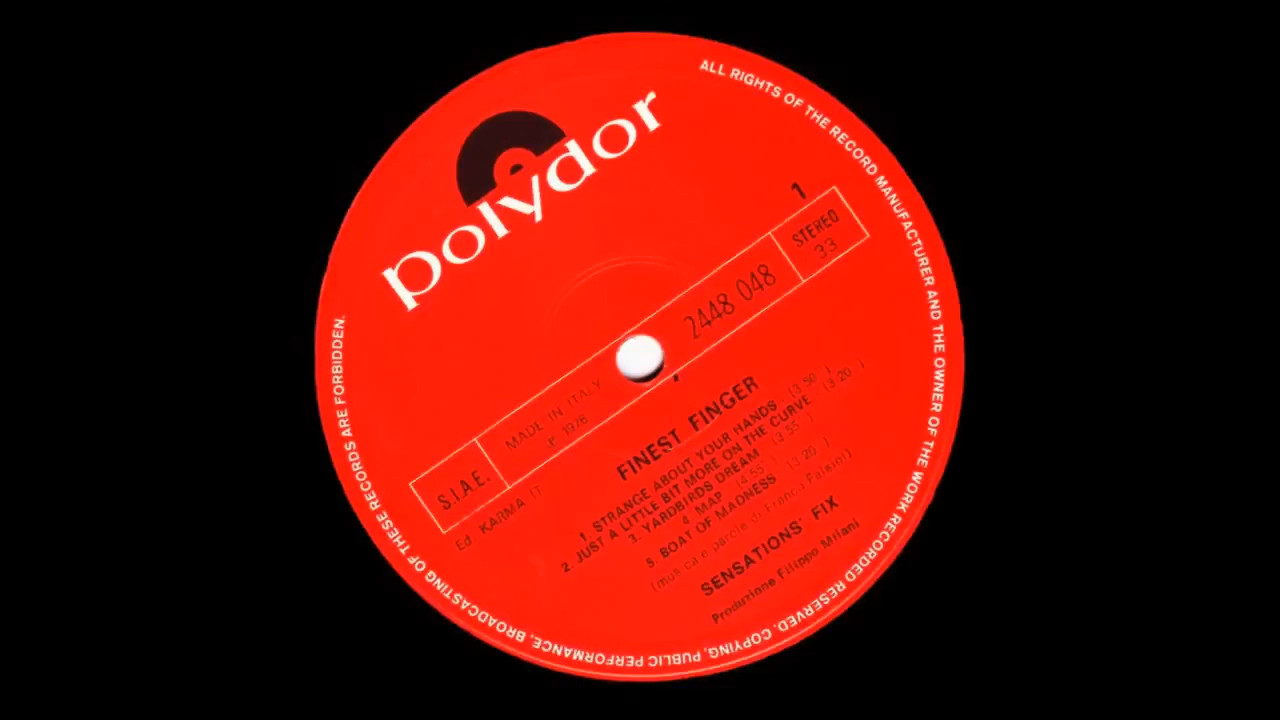 polydor
ALL RIGHTS OF THE RECORD MANUFACTURER AND THE OWNER OF THE WORK RECORDED RESERVED. COPYING, PUBLIC PERFORMANCE, BROADCASTING OF THESE RECORDS ARE FORBIDDEN.
1
STEREO
33
2448 048
MADE IN ITALY
℗ 1978
S.I.A.E.
Ed. KARMA IT
FINEST FINGER
1. STRANGE ABOUT YOUR HANDS (3'50")
2. JUST A LITTLE BIT MORE ON THE CURVE (3'20")
3. YARDBIRDS DREAM (4'55")
4. MAP (4'55")
5. BOAT OF MADNESS (3'20")
(musica e parole di Franco Falsini)
SENSATIONS' FIX
Produzione Filippo Milani